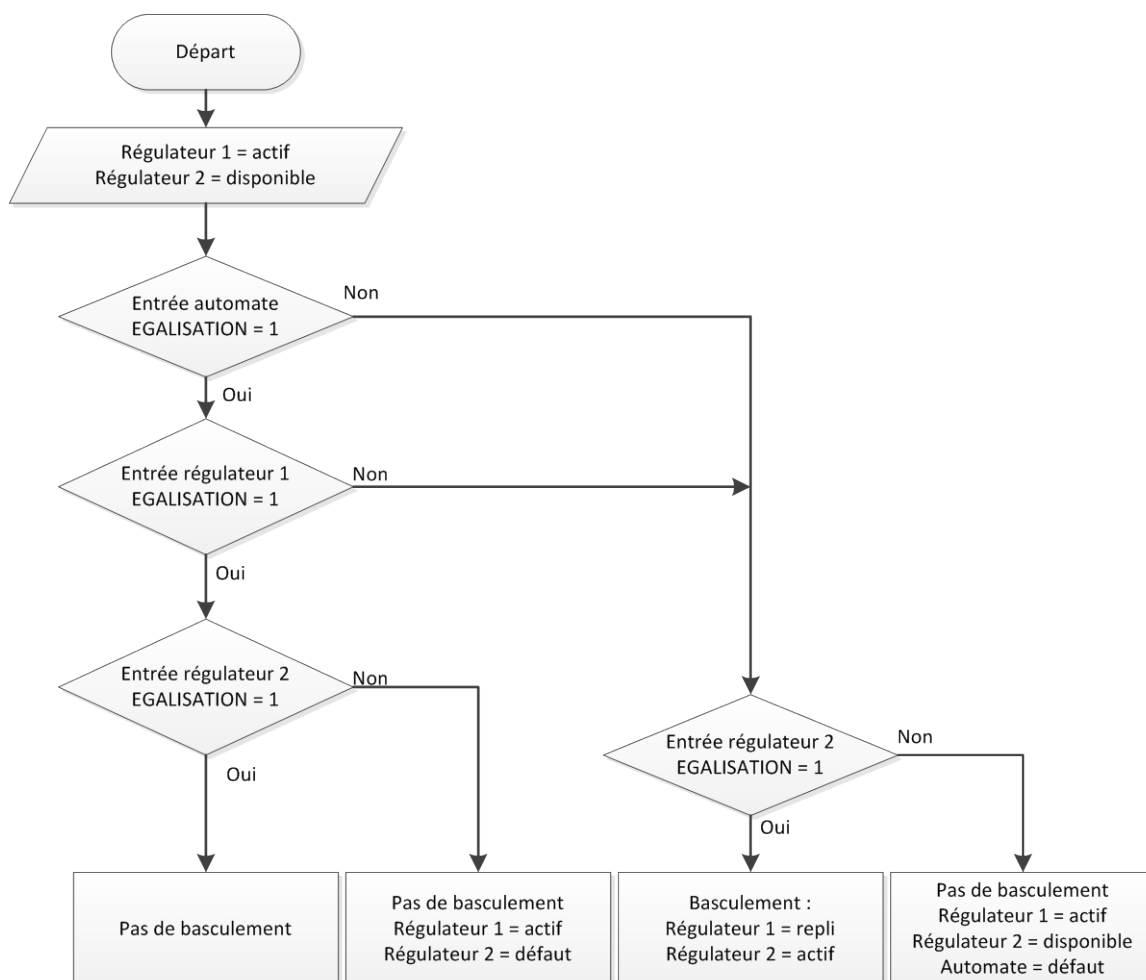 Départ
Régulateur 1 = actif
Régulateur 2 = disponible
Entrée automate
EGALISATION = 1
Non
Oui
Entrée régulateur 1
EGALISATION = 1
Non
Oui
Entrée régulateur 2
EGALISATION = 1
Non
Oui
Entrée régulateur 2
EGALISATION = 1
Non
Oui
Pas de basculement
Pas de basculement
Régulateur 1 = actif
Régulateur 2 = défaut
Basculement :
Régulateur 1 = repli
Régulateur 2 = actif
Pas de basculement
Régulateur 1 = actif
Régulateur 2 = disponible
Automate = défaut